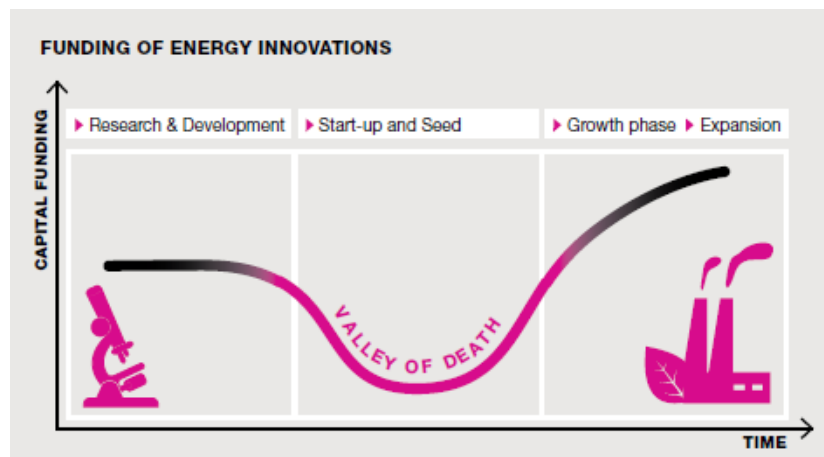 FUNDING OF ENERGY INNOVATIONS
CAPITAL FUNDING
Research & Development
Start-up and Seed
Growth phase
Expansion
VALLEY OF DEATH
TIME